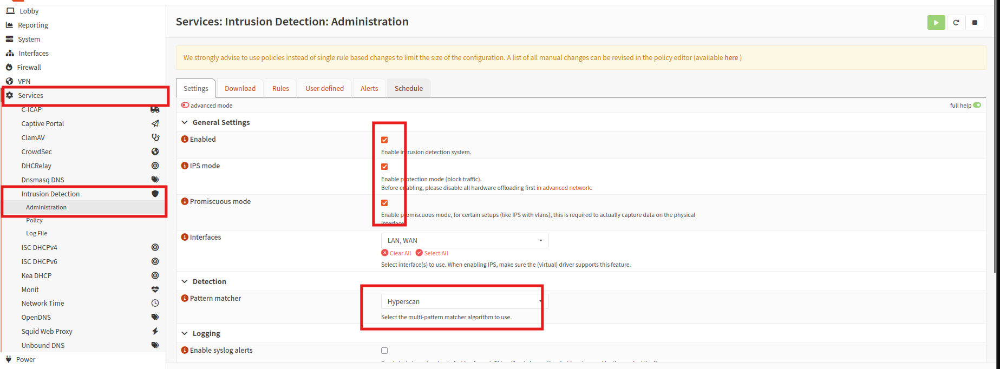 Lobby
Reporting
System
Interfaces
Firewall
VPN
Services
C-ICAP
Captive Portal
ClamAV
CrowdSec
DHCRelay
Dnsmasq DNS
Intrusion Detection
Administration
Policy
Log File
ISC DHCPv4
ISC DHCPv6
Kea DHCP
Monit
Network Time
OpenDNS
Squid Web Proxy
Unbound DNS
Power
Services: Intrusion Detection: Administration
We strongly advise to use policies instead of single rule based changes to limit the size of the configuration. A list of all manual changes can be revised in the policy editor (available here )
Settings Download Rules User defined Alerts Schedule
advanced mode full help
General Settings
Enabled
Enable intrusion detection system.
IPS mode
Enable protection mode (block traffic).
Before enabling, please disable all hardware offloading first in advanced network.
Promiscuous mode
Enable promiscuous mode, for certain setups (like IPS with vlans), this is required to actually capture data on the physical
interface.
Interfaces
LAN, WAN
Clear All Select All
Select interface(s) to use. When enabling IPS, make sure the (virtual) driver supports this feature.
Detection
Pattern matcher
Hyperscan
Select the multi-pattern matcher algorithm to use.
Logging
Enable syslog alerts